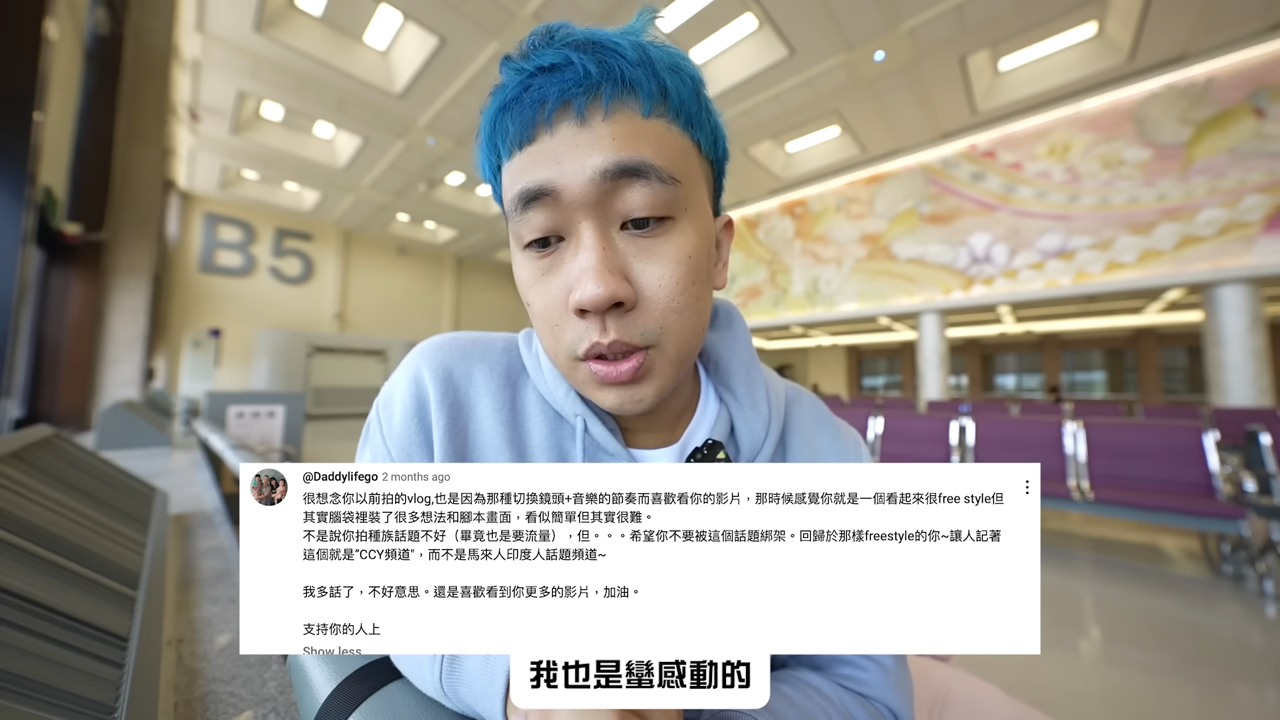 B5
@Daddylifego 2 months ago
很想念你以前拍的vlog,也是因為那種切換鏡頭+音樂的節奏而喜歡看你的影片，那時候感覺你就是一個看起來很free style但
其實腦袋裡裝了很多想法和腳本畫面，看似簡單但其實很難。
不是說你拍種族話題不好（畢竟也是要流量），但。。。希望你不要被這個話題綁架。回歸於那樣freestyle的你~讓人記著
這個就是“CCY頻道"，而不是馬來人印度人話題頻道~
我多話了，不好意思。還是喜歡看到你更多的影片，加油。
支持你的人上
Show less
我也是蠻感動的